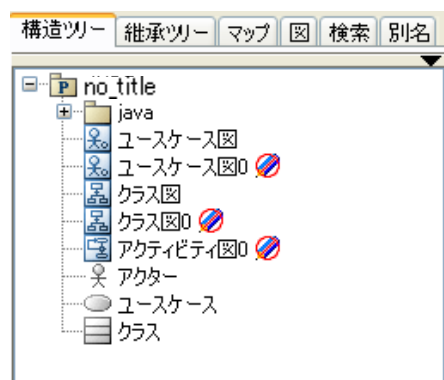 構造ツリー 継承ツリー マップ 図 検索 別名
no_title
java
ユースケース図
ユースケース図0
クラス図
クラス図0
アクティビティ図0
アクター
ユースケース
クラス